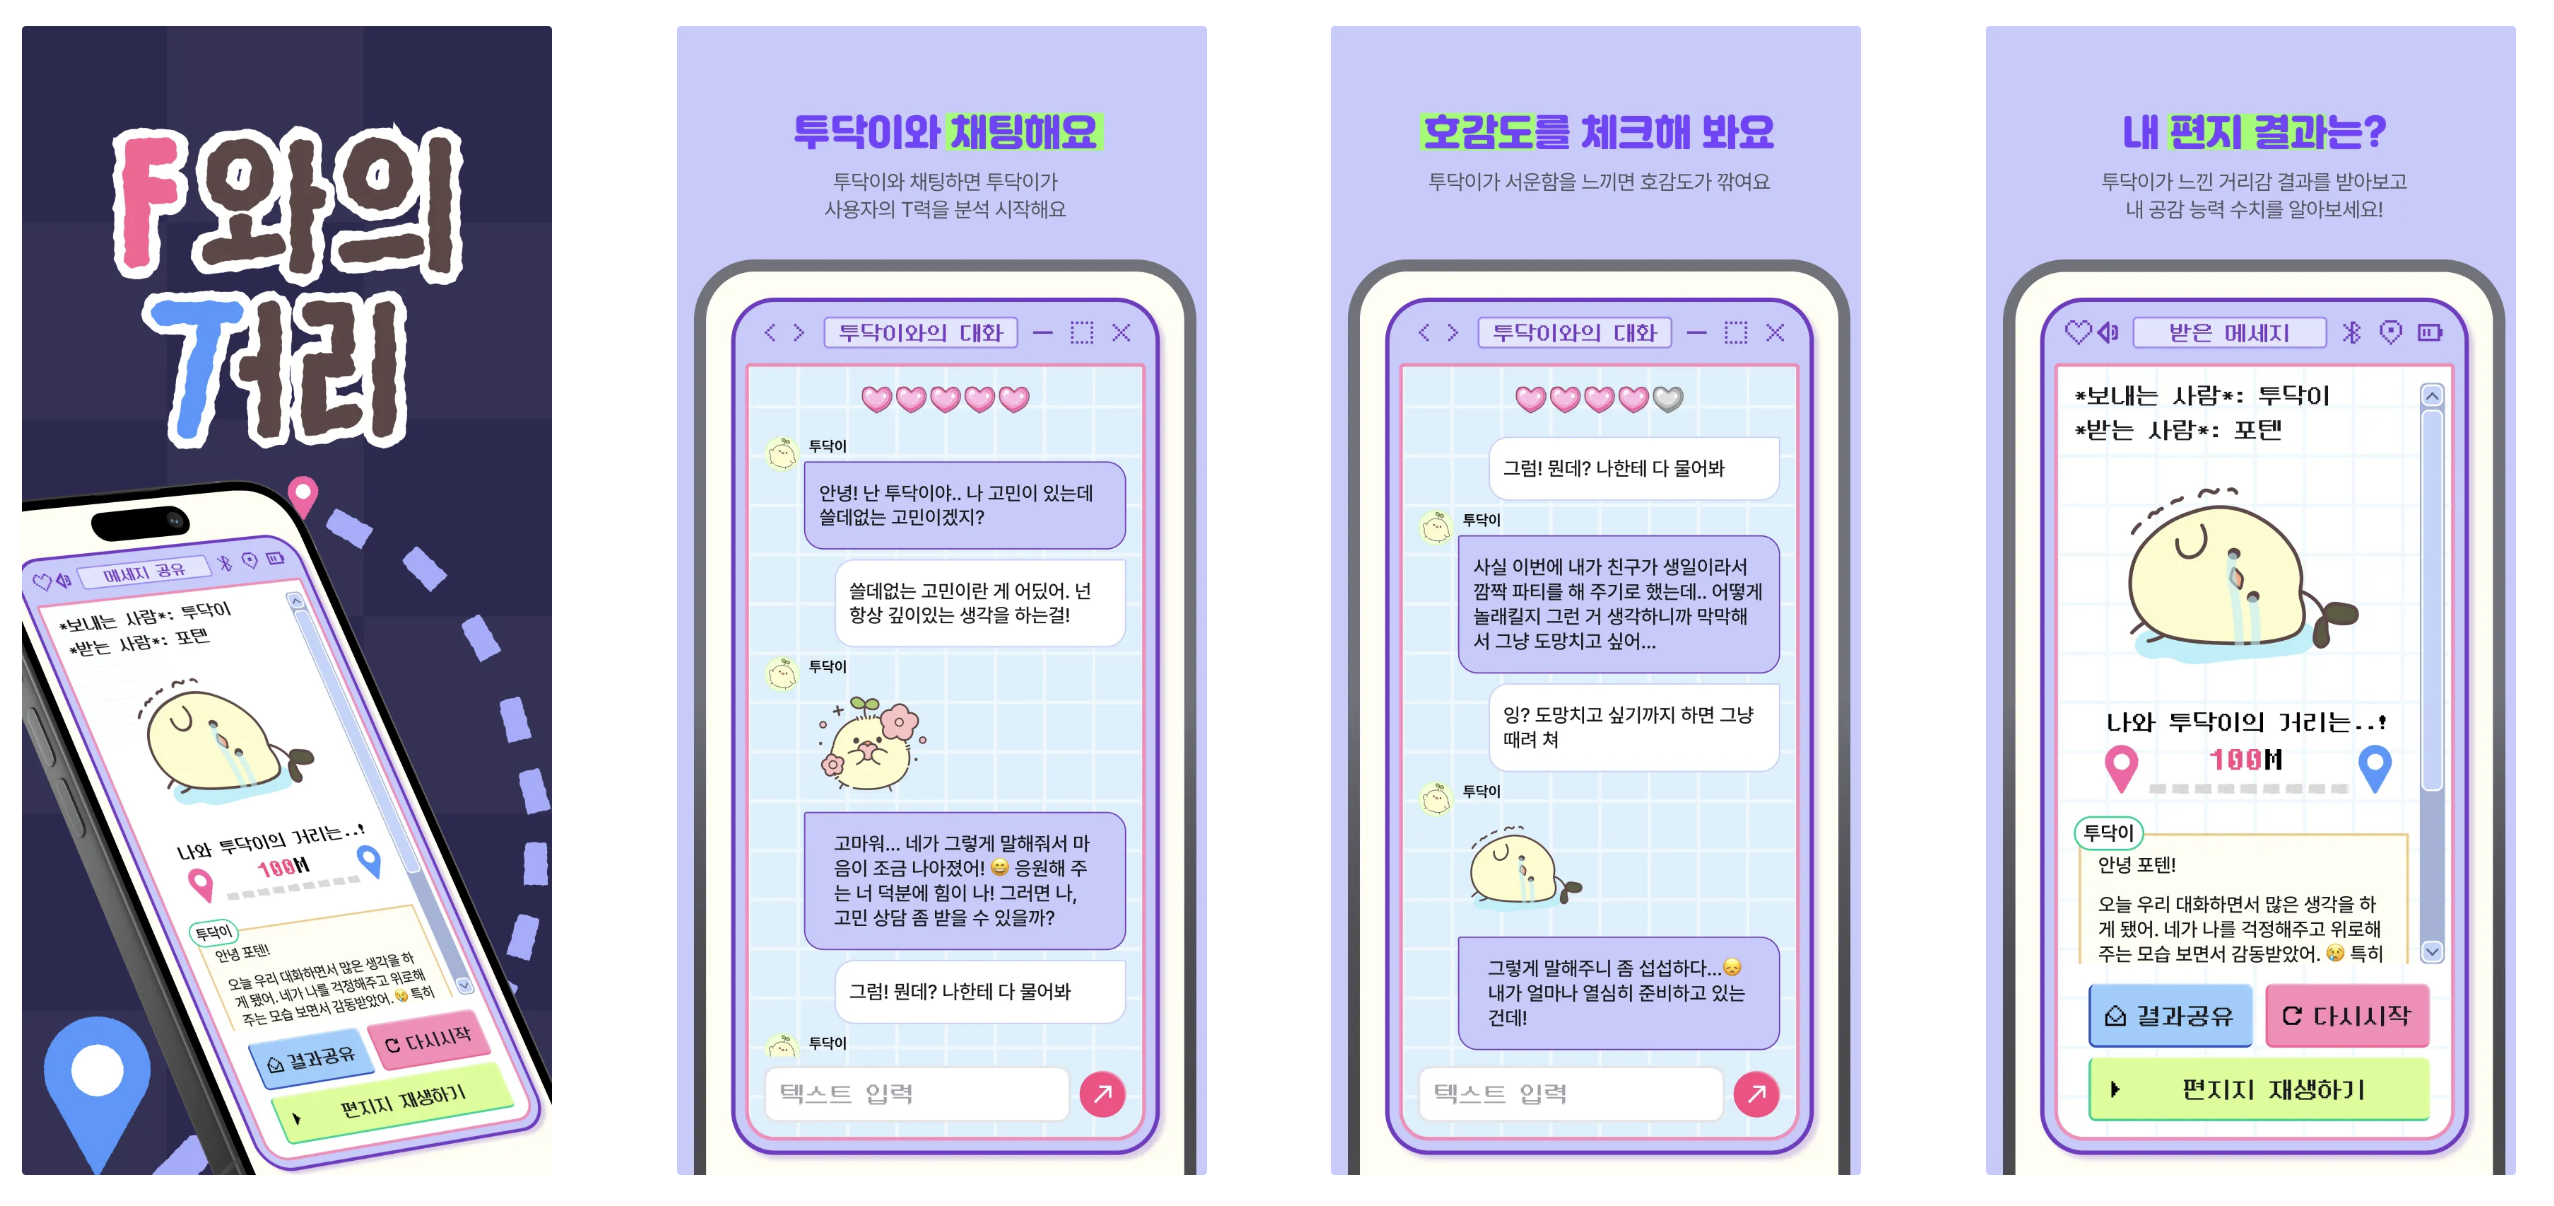 F와의
거리
메세지 공유
*보내는 사람*: 투닥이
*받는 사람*: 포텐
나와 투닥이의 거리는..!
100M
투닥이
안녕 포텐!
오늘 우리 대화하면서 많은 생각을 하
게 됐어. 네가 나를 걱정해주고 위로해
주는 모습 보면서 감동받았어. 😢 특히
결과공유
다시시작
편지지 재생하기
투닥이와 채팅해요
투닥이와 채팅하면 투닥이가
사용자의 T력을 분석 시작해요
투닥이와의 대화
투닥이
안녕! 난 투닥이야.. 나 고민이 있는데
쓸데없는 고민이겠지?
쓸데없는 고민이란 게 어딨어. 넌
항상 깊이있는 생각을 하는걸!
투닥이
고마워... 네가 그렇게 말해줘서 마
음이 조금 나아졌어! 😄 응원해 주
는 너 덕분에 힘이 나! 그러면 나,
고민 상담 좀 받을 수 있을까?
그럼! 뭔데? 나한테 다 물어봐
투닥이
텍스트 입력
호감도를 체크해 봐요
투닥이가 서운함을 느끼면 호감도가 깎여요
투닥이와의 대화
그럼! 뭔데? 나한테 다 물어봐
투닥이
사실 이번에 내가 친구가 생일이라서
깜짝 파티를 해 주기로 했는데.. 어떻게
놀래킬지 그런 거 생각하니까 막막해
서 그냥 도망치고 싶어...
잉? 도망치고 싶기까지 하면 그냥
때려 쳐
투닥이
그렇게 말해주니 좀 섭섭하다...😞
내가 얼마나 열심히 준비하고 있는
건데!
텍스트 입력
내 편지 결과는?
투닥이가 느낀 거리감 결과를 받아보고
내 공감 능력 수치를 알아보세요!
받은 메세지
*보내는 사람*: 투닥이
*받는 사람*: 포텐
나와 투닥이의 거리는..!
100M
투닥이
안녕 포텐!
오늘 우리 대화하면서 많은 생각을 하
게 됐어. 네가 나를 걱정해주고 위로해
주는 모습 보면서 감동받았어. 😢 특히
결과공유
다시시작
편지지 재생하기